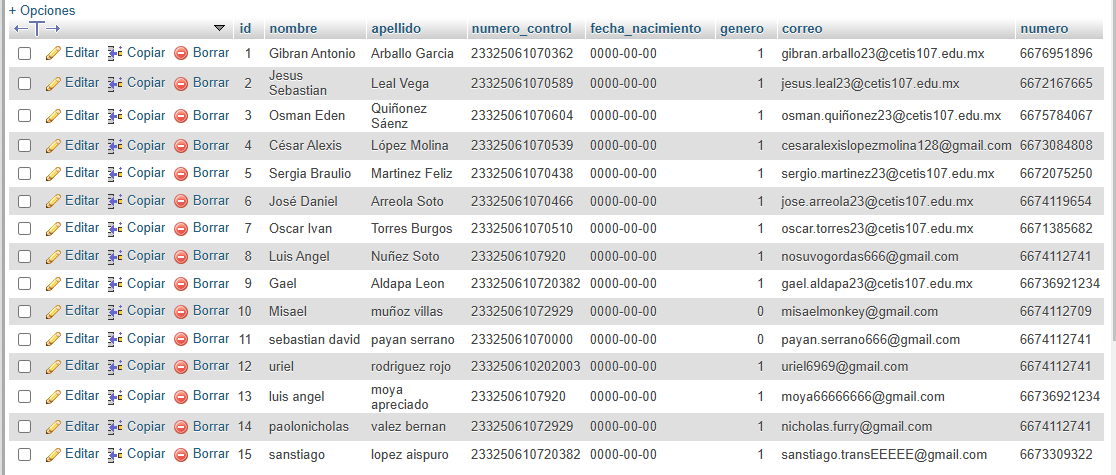 + Opciones
id nombre apellido numero_control fecha_nacimiento genero correo numero
Editar Copiar Borrar 1 Gibran Antonio Arballo Garcia 23325061070362 0000-00-00 1 gibran.arballo23@cetis107.edu.mx 6676951896
Editar Copiar Borrar 2 Jesus Sebastian Leal Vega 23325061070589 0000-00-00 1 jesus.leal23@cetis107.edu.mx 6672167665
Editar Copiar Borrar 3 Osman Eden Quiñonez Sáenz 23325061070604 0000-00-00 1 osman.quiñonez23@cetis107.edu.mx 6675784067
Editar Copiar Borrar 4 César Alexis López Molina 23325061070539 0000-00-00 1 cesaralexislopezmolina128@gmail.com 6673084808
Editar Copiar Borrar 5 Sergia Braulio Martinez Feliz 23325061070438 0000-00-00 1 sergio.martinez23@cetis107.edu.mx 6672075250
Editar Copiar Borrar 6 José Daniel Arreola Soto 23325061070466 0000-00-00 1 jose.arreola23@cetis107.edu.mx 6674119654
Editar Copiar Borrar 7 Oscar Ivan Torres Burgos 23325061070510 0000-00-00 1 oscar.torres23@cetis107.edu.mx 6671385682
Editar Copiar Borrar 8 Luis Angel Nuñez Soto 2332506107920 0000-00-00 1 nosuvogordas666@gmail.com 6674112741
Editar Copiar Borrar 9 Gael Aldapa Leon 233250610720382 0000-00-00 1 gael.aldapa23@cetis107.edu.mx 66736921234
Editar Copiar Borrar 10 Misael muñoz villas 23325061072929 0000-00-00 0 misaelmonkey@gmail.com 6674112709
Editar Copiar Borrar 11 sebastian david payan serrano 23325061070000 0000-00-00 0 payan.serrano666@gmail.com 6674112741
Editar Copiar Borrar 12 uriel rodriguez rojo 233250610202003 0000-00-00 1 uriel6969@gmail.com 6674112741
Editar Copiar Borrar 13 luis angel moya apreciado 2332506107920 0000-00-00 1 moya66666666@gmail.com 66736921234
Editar Copiar Borrar 14 paolonicholas valez bernan 23325061072929 0000-00-00 1 nicholas.furry@gmail.com 6674112741
Editar Copiar Borrar 15 sanstiago lopez aispuro 233250610720382 0000-00-00 1 sanstiago.transEEEEE@gmail.com 6673309322